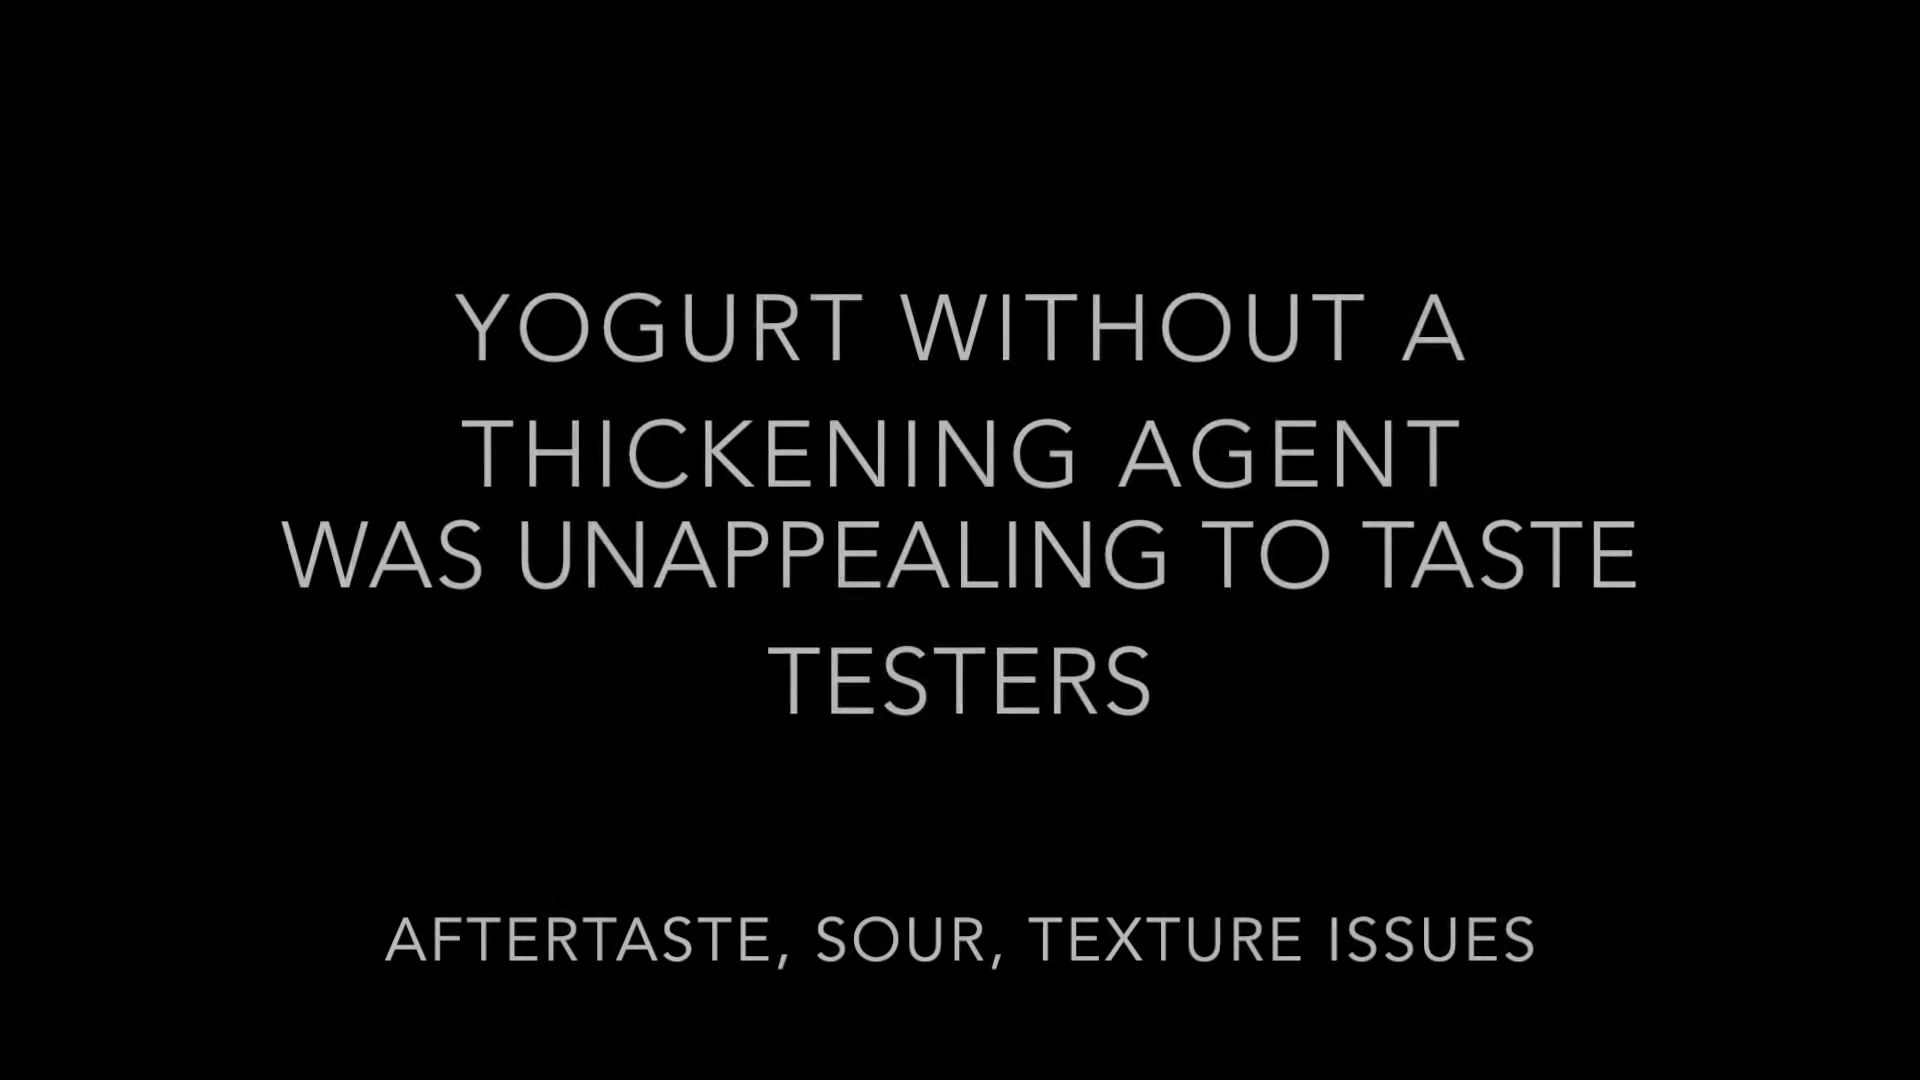 YOGURT WITHOUT A
THICKENING AGENT
WAS UNAPPEALING TO TASTE
TESTERS
AFTERTASTE, SOUR, TEXTURE ISSUES